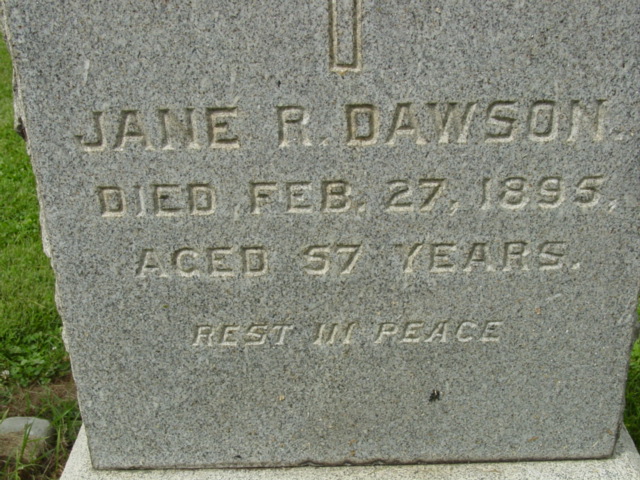 JANE R. DAWSON.
DIED FEB. 27, 1895,
AGED 57 YEARS.
REST IN PEACE